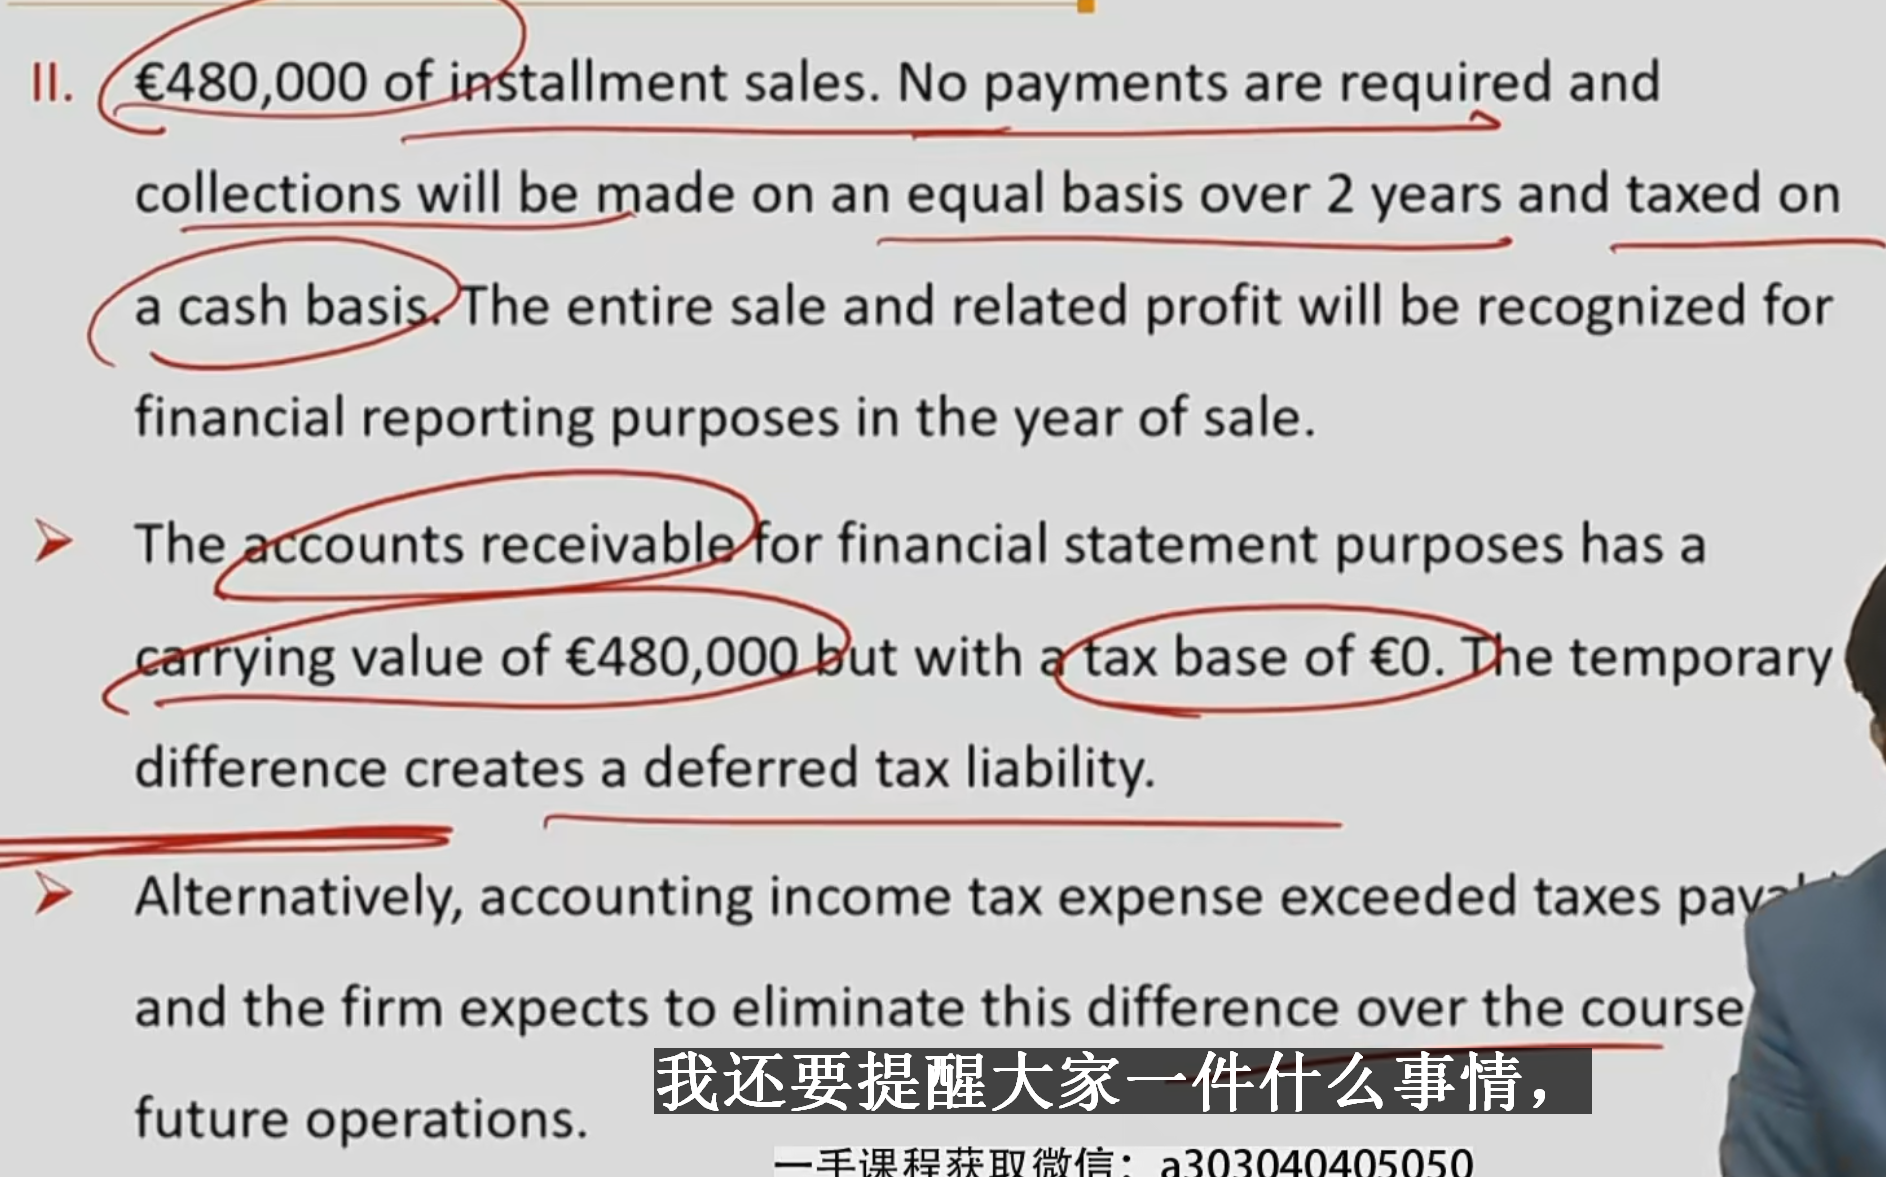 II. €480,000 of installment sales. No payments are required and
collections will be made on an equal basis over 2 years and taxed on
a cash basis. The entire sale and related profit will be recognized for
financial reporting purposes in the year of sale.
The accounts receivable for financial statement purposes has a
carrying value of €480,000 but with a tax base of €0. The temporary
difference creates a deferred tax liability.
Alternatively, accounting income tax expense exceeded taxes
and the firm expects to eliminate this difference over the course
future operations.
我还要提醒大家一件什么事情，
一手课程获取微信：a303040405050